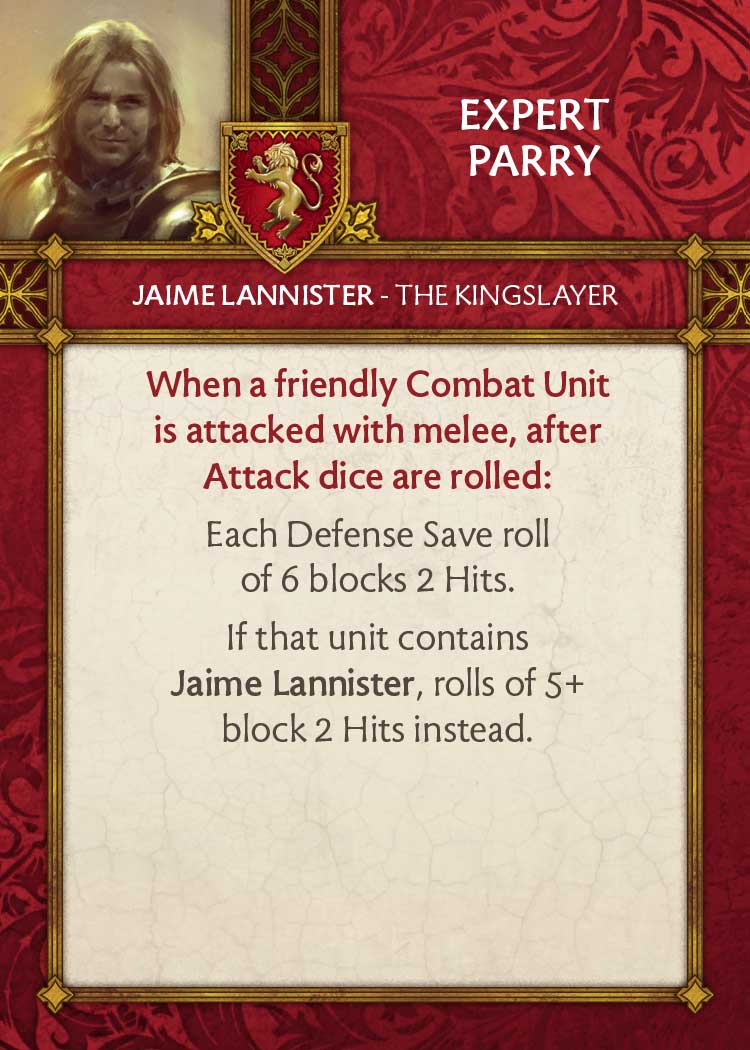 EXPERT
PARRY
JAIME LANNISTER - THE KINGSLAYER
When a friendly Combat Unit
is attacked with melee, after
Attack dice are rolled:
Each Defense Save roll
of 6 blocks 2 Hits.
If that unit contains
Jaime Lannister, rolls of 5+
block 2 Hits instead.